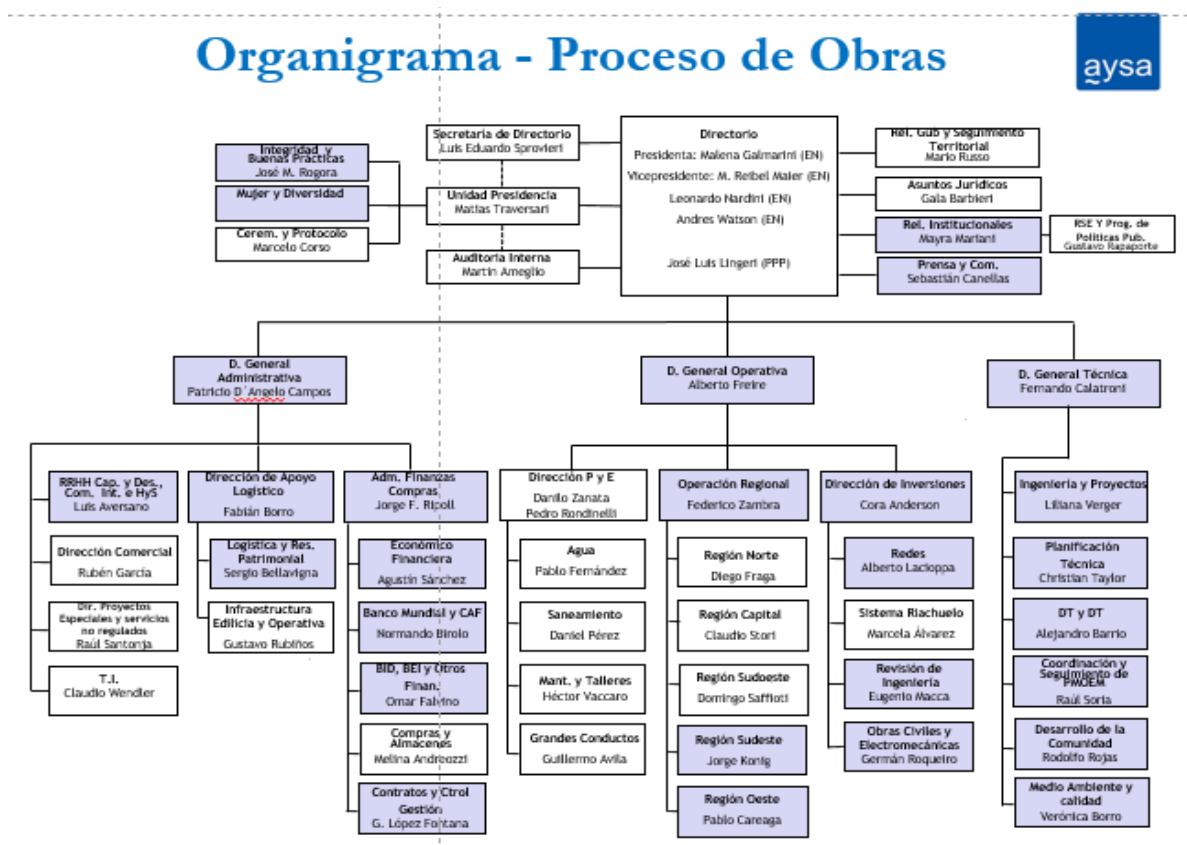 Organigrama - Proceso de Obras
aysa
Secretaria de Directorio
Luis Eduardo Sprovieri
Directorio
Presidenta: Malena Galmarini (EN)
Vicepresidente: M. Reibel Maier (EN)
Leonardo Nardini (EN)
Andres Watson (EN)
José Luis Lingeri (PPP)
Rel. Gub y Seguimiento
Territorial
Mario Russo
Integridad y
Buenas Prácticas
José M. Rogora
Mujer y Diversidad
Cerem. y Protocolo
Marcelo Corso
Unidad Presidencia
Matías Traversari
Auditoria Interna
Martín Ameglio
Asuntos Jurídicos
Gala Barbieri
Rel. Institucionales
Mayra Mariani
RSE Y Prog. de
Políticas Pub.
Gustavo Rapaporte
Prensa y Com.
Sebastián Canellas
D. General
Administrativa
Patricio D´Angelo Campos
D. General Operativa
Alberto Freire
D. General Técnica
Fernando Calatroni
RRHH Cap. y Des.,
Com. Int. e HyS
Luis Aversano
Dirección Comercial
Rubén García
Dir. Proyectos
Especiales y servicios
no regulados
Raúl Santonja
T.I.
Claudio Wendler
Dirección de Apoyo
Logístico
Fabián Borro
Logística y Res.
Patrimonial
Sergio Bellavigna
Infraestructura
Edilicia y Operativa
Gustavo Rubiños
Adm. Finanzas
Compras
Jorge F. Ripoll
Económico
Financiera
Agustín Sánchez
Banco Mundial y CAF
Normando Birolo
BID, BEI y Otros
Finan.
Omar Falvino
Compras y
Almacenes
Melina Andreozzi
Contratos y Ctrol
Gestión
G. López Fontana
Dirección P y E
Danilo Zanata
Pedro Rondinelli
Agua
Pablo Fernández
Saneamiento
Daniel Pérez
Mant. y Talleres
Héctor Vaccaro
Grandes Conductos
Guillermo Avila
Operación Regional
Federico Zambra
Región Norte
Diego Fraga
Región Capital
Claudio Stori
Región Sudoeste
Domingo Saffioti
Región Sudeste
Jorge Konig
Región Oeste
Pablo Careaga
Dirección de Inversiones
Cora Anderson
Redes
Alberto Lacioppa
Sistema Riachuelo
Marcela Álvarez
Revisión de
Ingeniería
Eugenio Macca
Obras Civiles y
Electromecánicas
Germán Roqueiro
Ingeniería y Proyectos
Liliana Verger
Planificación
Técnica
Christian Taylor
DT y DT
Alejandro Barrio
Coordinación y
Seguimiento de
PMOEM
Raúl Soria
Desarrollo de la
Comunidad
Rodolfo Rojas
Medio Ambiente y
calidad
Verónica Borro